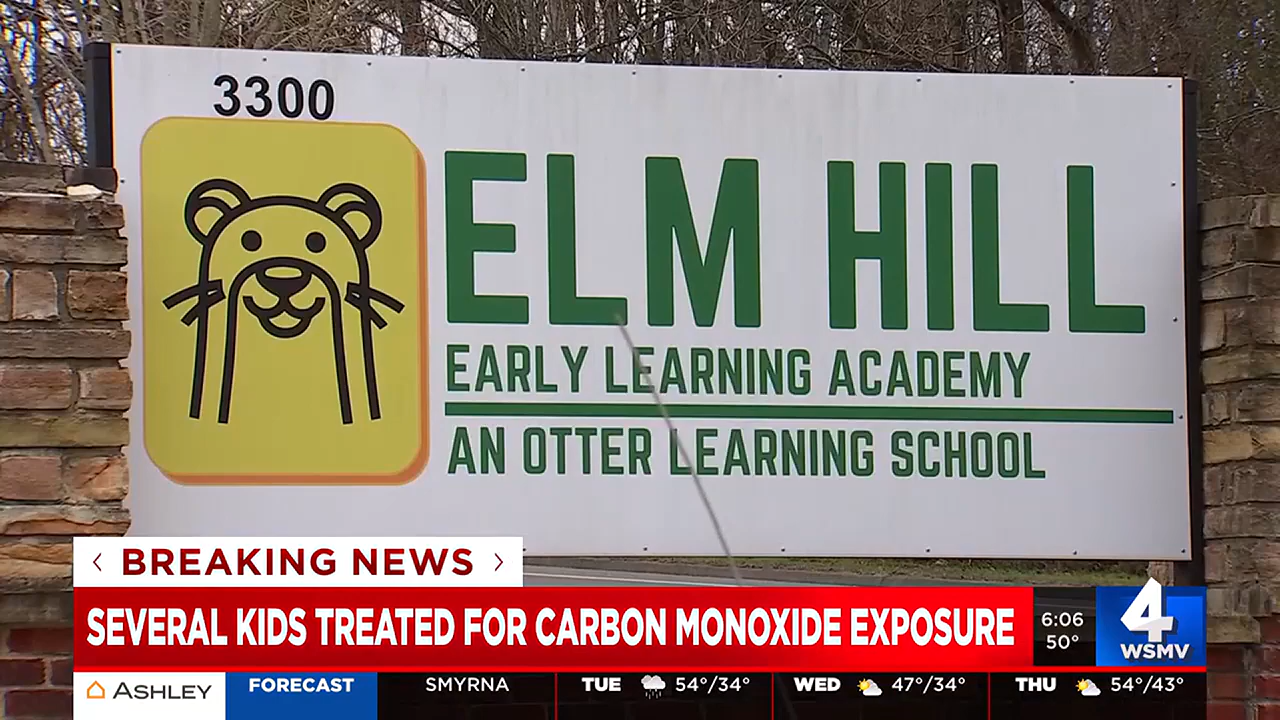 3300
ELM HILL
EARLY LEARNING ACADEMY
AN OTTER LEARNING SCHOOL
BREAKING NEWS
SEVERAL KIDS TREATED FOR CARBON MONOXIDE EXPOSURE
6:06
50°
4
WSMV
ASHLEY
FORECAST
SMYRNA
TUE 54°/34°
WED 47°/34°
THU 54°/43°